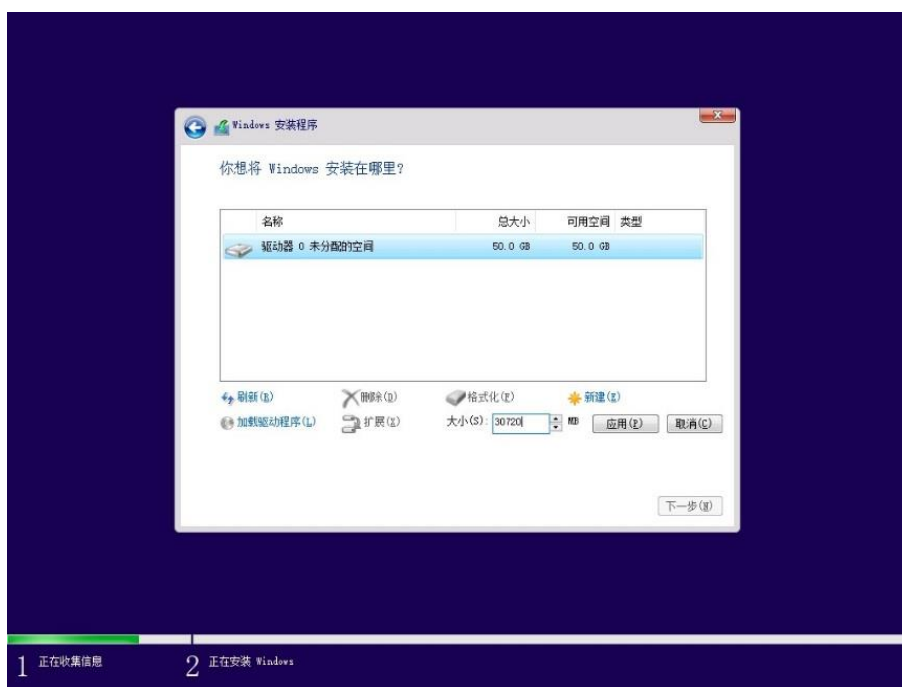 Windows 安装程序
你想将 Windows 安装在哪里?
名称 总大小 可用空间 类型
驱动器 0 未分配的空间 50.0 GB 50.0 GB
刷新(R) 删除(D) 格式化(F) 新建(E)
加载驱动程序(L) 扩展(X) 大小(S): 30720 MB 应用(P) 取消(C)
下一步(N)
1 正在收集信息 2 正在安装 Windows